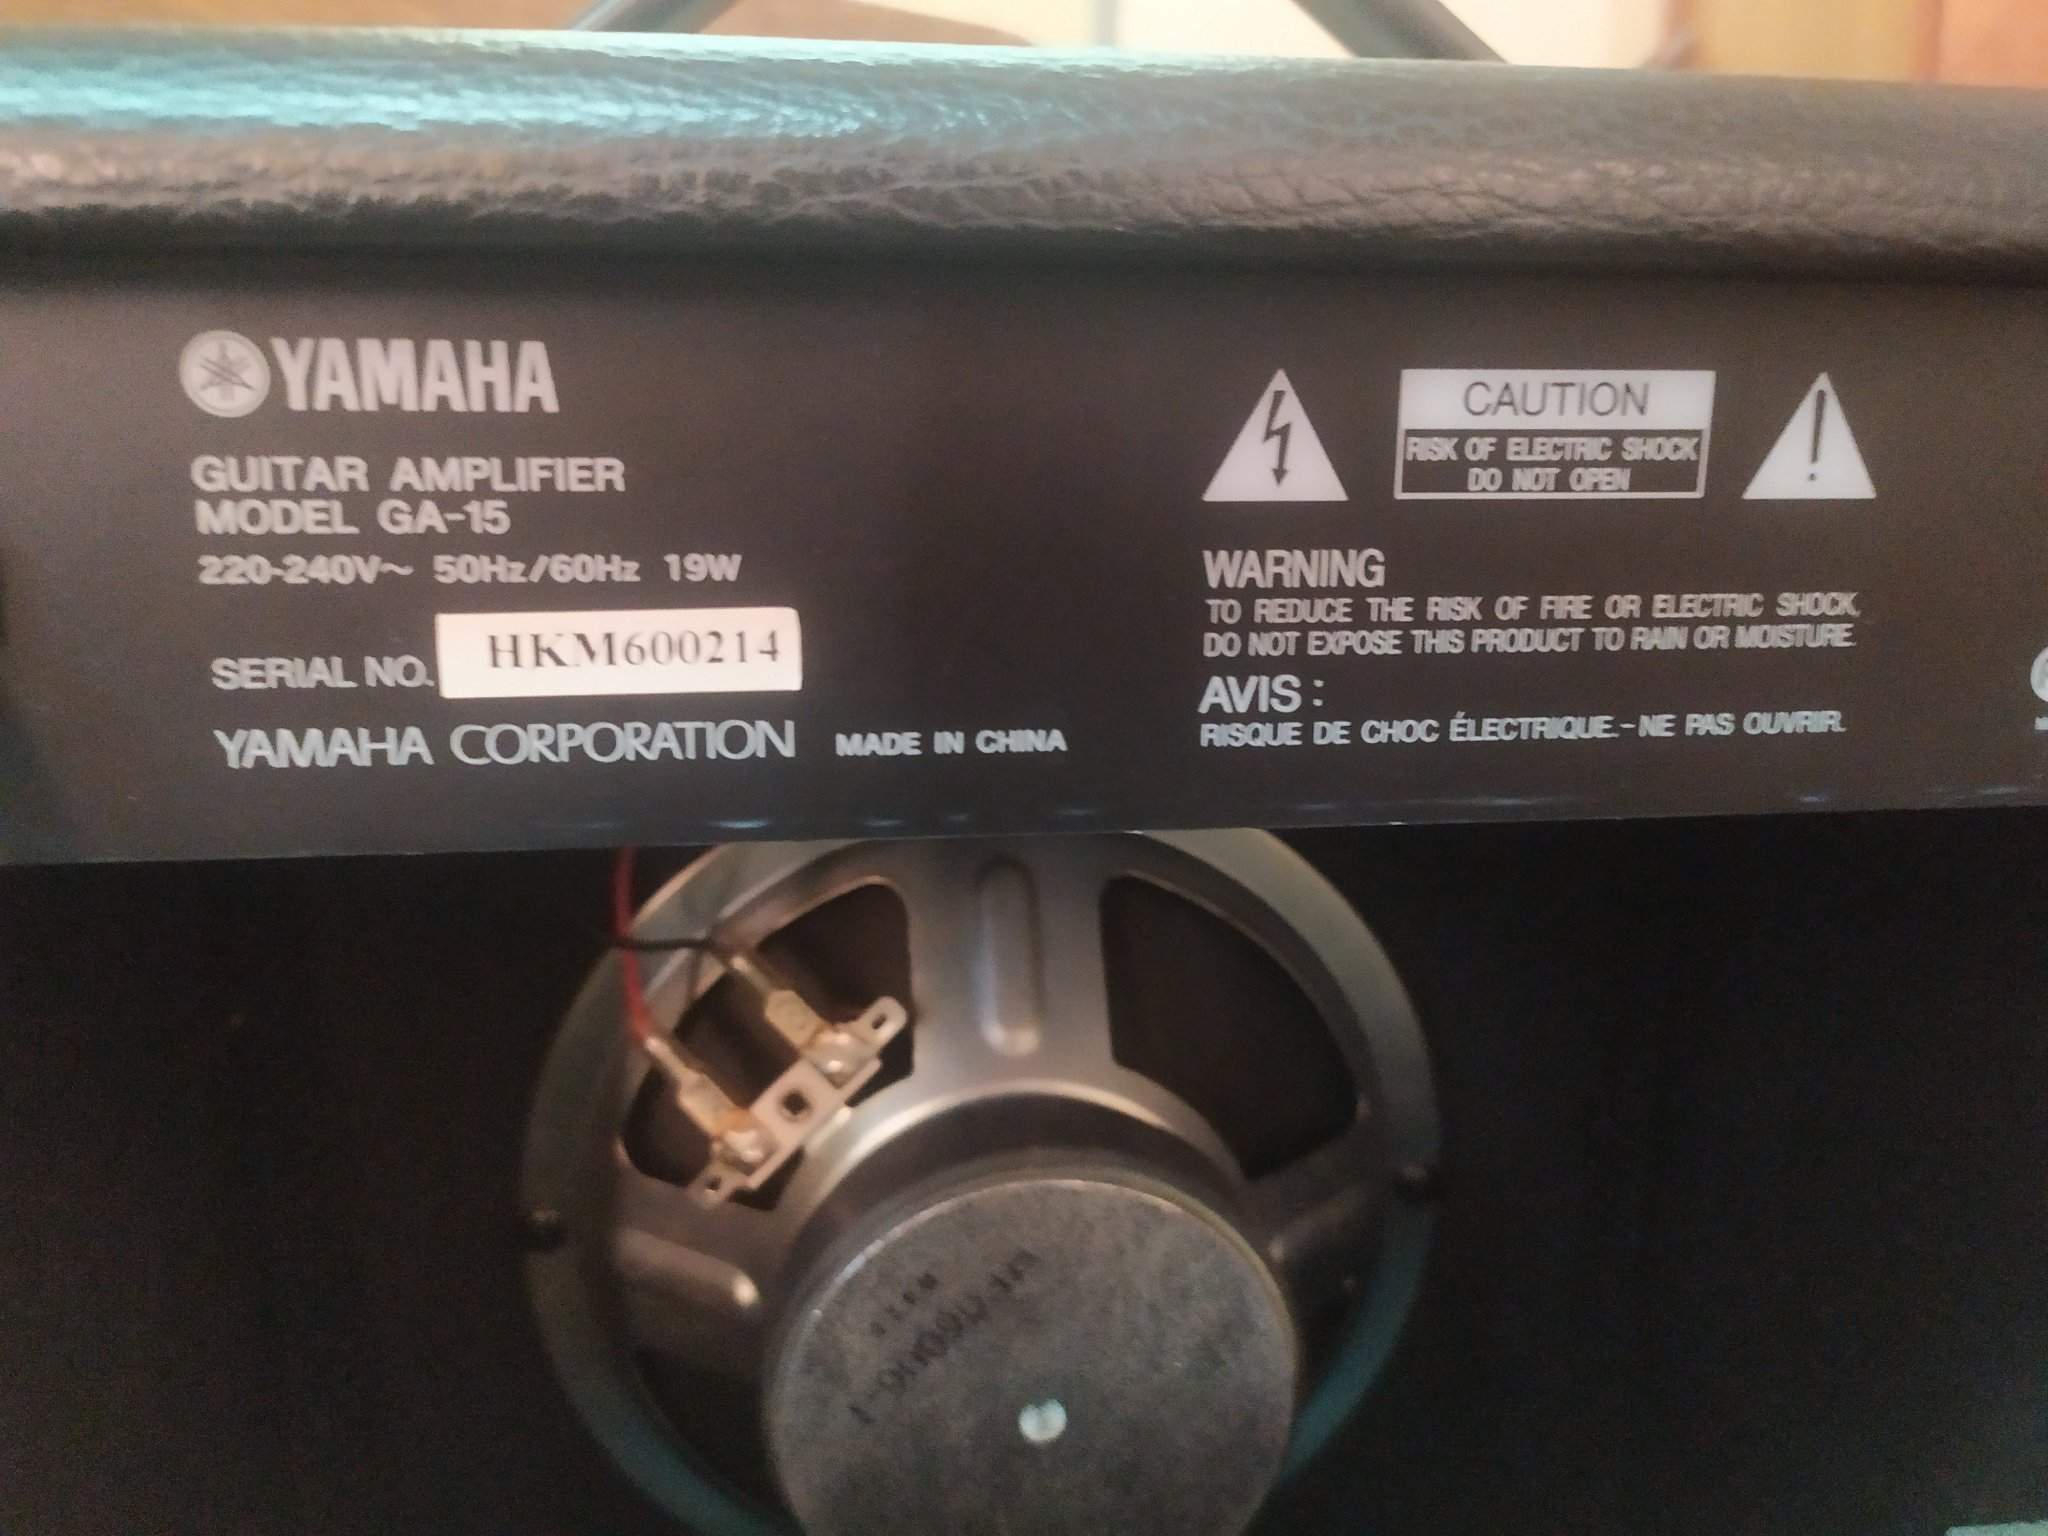 YAMAHA
GUITAR AMPLIFIER
MODEL GA-15
220-240V~ 50Hz/60Hz 19W
SERIAL NO. HKM600214
YAMAHA CORPORATION MADE IN CHINA
CAUTION
RISK OF ELECTRIC SHOCK
DO NOT OPEN
WARNING
TO REDUCE THE RISK OF FIRE OR ELECTRIC SHOCK,
DO NOT EXPOSE THIS PRODUCT TO RAIN OR MOISTURE.
AVIS :
RISQUE DE CHOC ÉLECTRIQUE.-NE PAS OUVRIR.